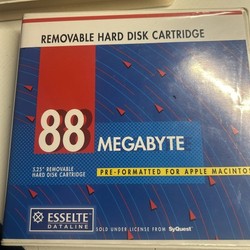 REMOVABLE HARD DISK CARTRIDGE
88 MEGABYTE
5.25" REMOVABLE
HARD DISK CARTRIDGE
PRE-FORMATTED FOR APPLE MACINTOS
ESSELTE
DATALINE
SOLD UNDER LICENSE FROM SyQuest